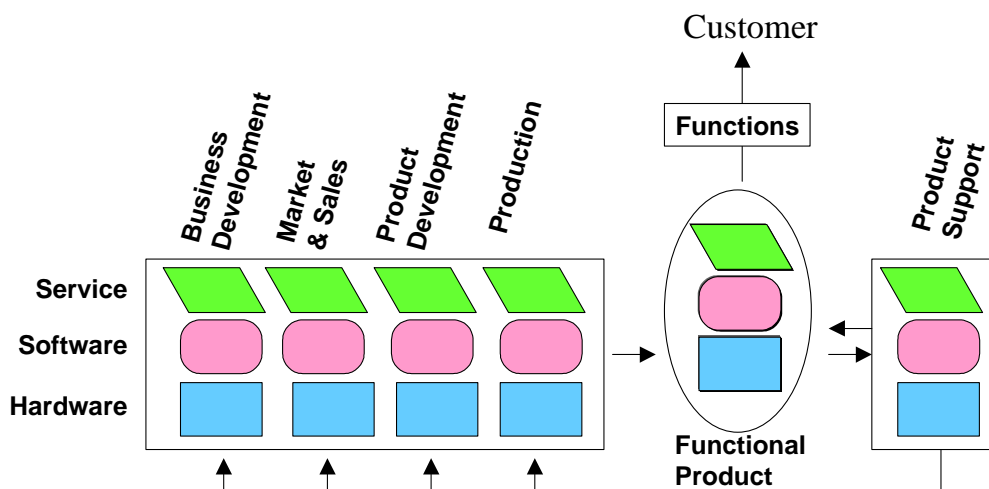 Customer
Functions
Business
Development
Market
& Sales
Product
Development
Production
Product
Support
Service
Software
Hardware
Functional
Product